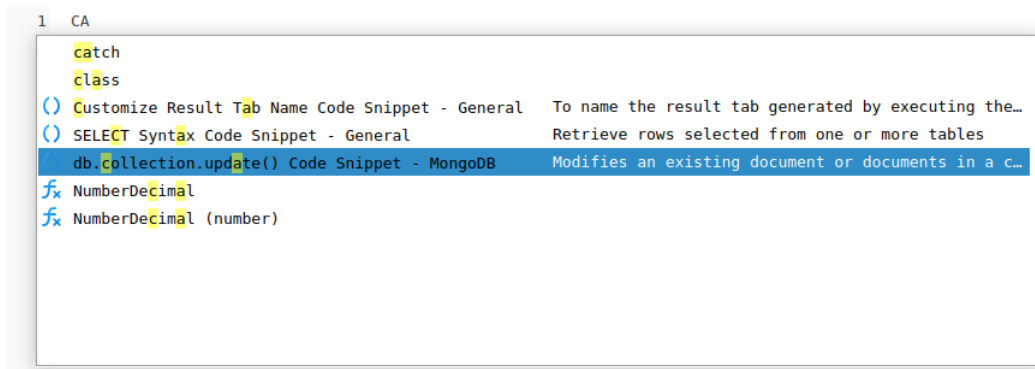 1 CA
catch
class
Customize Result Tab Name Code Snippet - General To name the result tab generated by executing the…
SELECT Syntax Code Snippet - General Retrieve rows selected from one or more tables
db.collection.update() Code Snippet - MongoDB Modifies an existing document or documents in a c…
NumberDecimal
NumberDecimal (number)